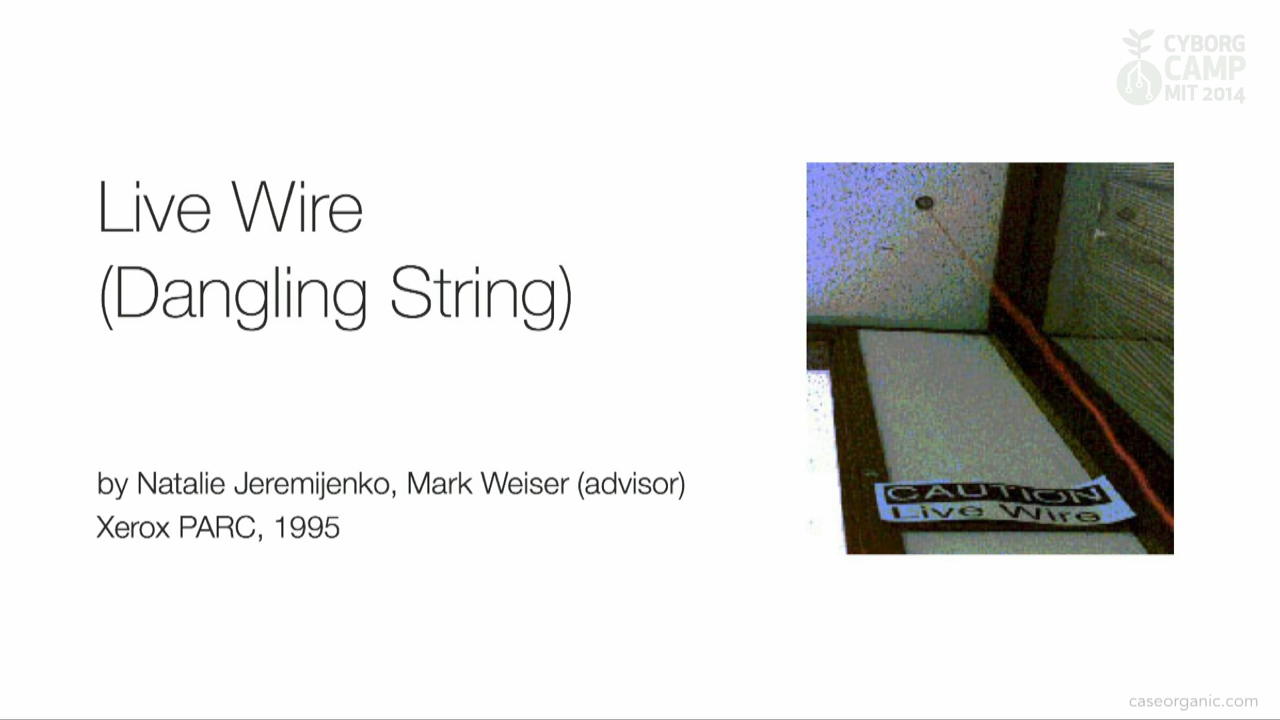 CYBORG
CAMP
MIT 2014
Live Wire
(Dangling String)
by Natalie Jeremijenko, Mark Weiser (advisor)
Xerox PARC, 1995
CAUTION
Live Wire
caseorganic.com